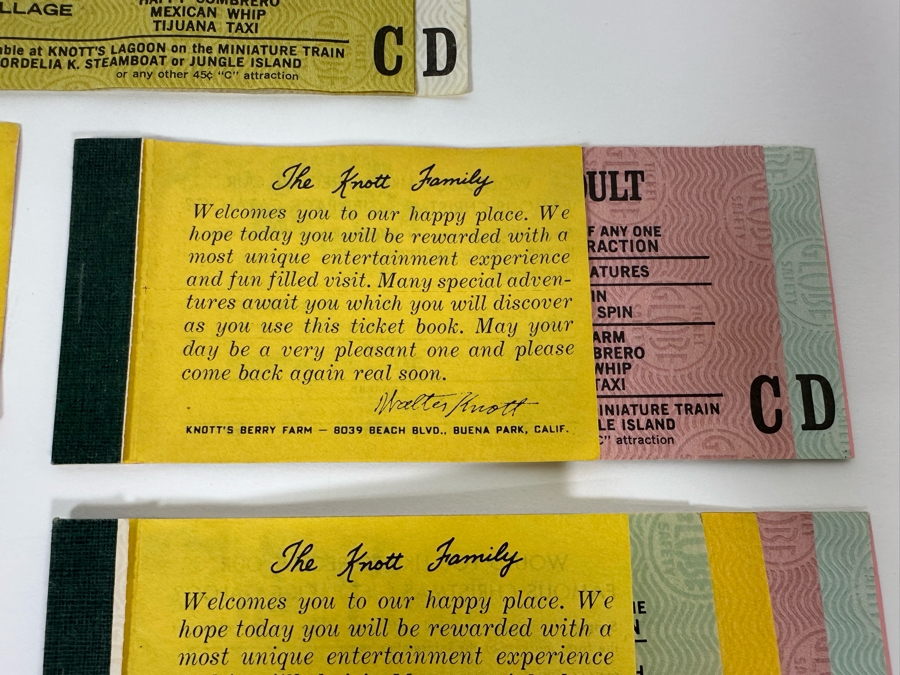 LLAGE
HAPPY SOMBRERO
MEXICAN WHIP
TIJUANA TAXI
at KNOTT'S LAGOON on the MINIATURE TRAIN
CORDELIA K. STEAMBOAT or JUNGLE ISLAND
or any other 45¢ "C" attraction
C D
The Knott Family
Welcomes you to our happy place. We
hope today you will be rewarded with a
most unique entertainment experience
and fun filled visit. Many special adven-
tures await you which you will discover
as you use this ticket book. May your
day be a very pleasant one and please
come back again real soon.
Walter Knott
KNOTT'S BERRY FARM — 8039 BEACH BLVD., BUENA PARK, CALIF.
ULT
F ANY ONE
RACTION
ATURES
IN
SPIN
ARM
BRERO
WHIP
TAXI
INIATURE TRAIN
LE ISLAND
C" attraction
C D
The Knott Family
Welcomes you to our happy place. We
hope today you will be rewarded with a
most unique entertainment experience